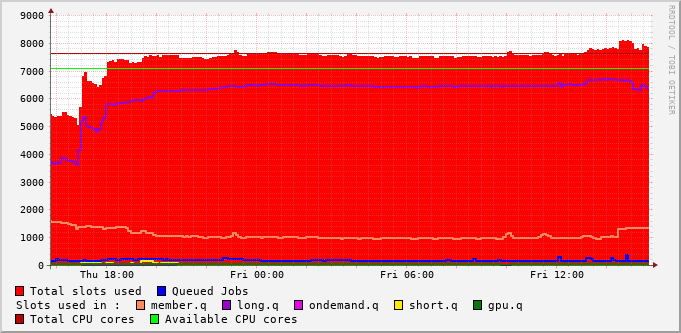 RRDTOOL / TOBI OETIKER
9000
8000
7000
6000
5000
4000
3000
2000
1000
0
Thu 18:00 Fri 00:00 Fri 06:00 Fri 12:00
Total slots used Queued Jobs
Slots used in : member.q long.q ondemand.q short.q gpu.q
Total CPU cores Available CPU cores